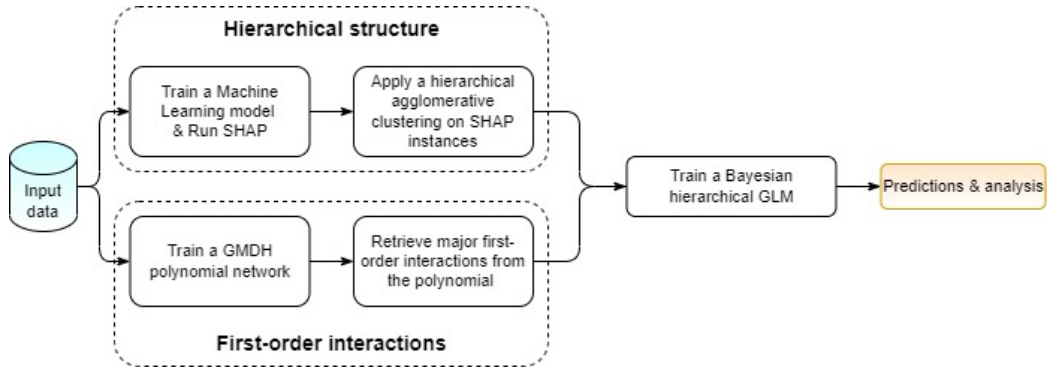 Hierarchical structure
Train a Machine
Learning model
& Run SHAP
Apply a hierarchical
agglomerative
clustering on SHAP
instances
Input
data
Train a Bayesian
hierarchical GLM
Predictions & analysis
Train a GMDH
polynomial network
Retrieve major first-
order interactions from
the polynomial
First-order interactions